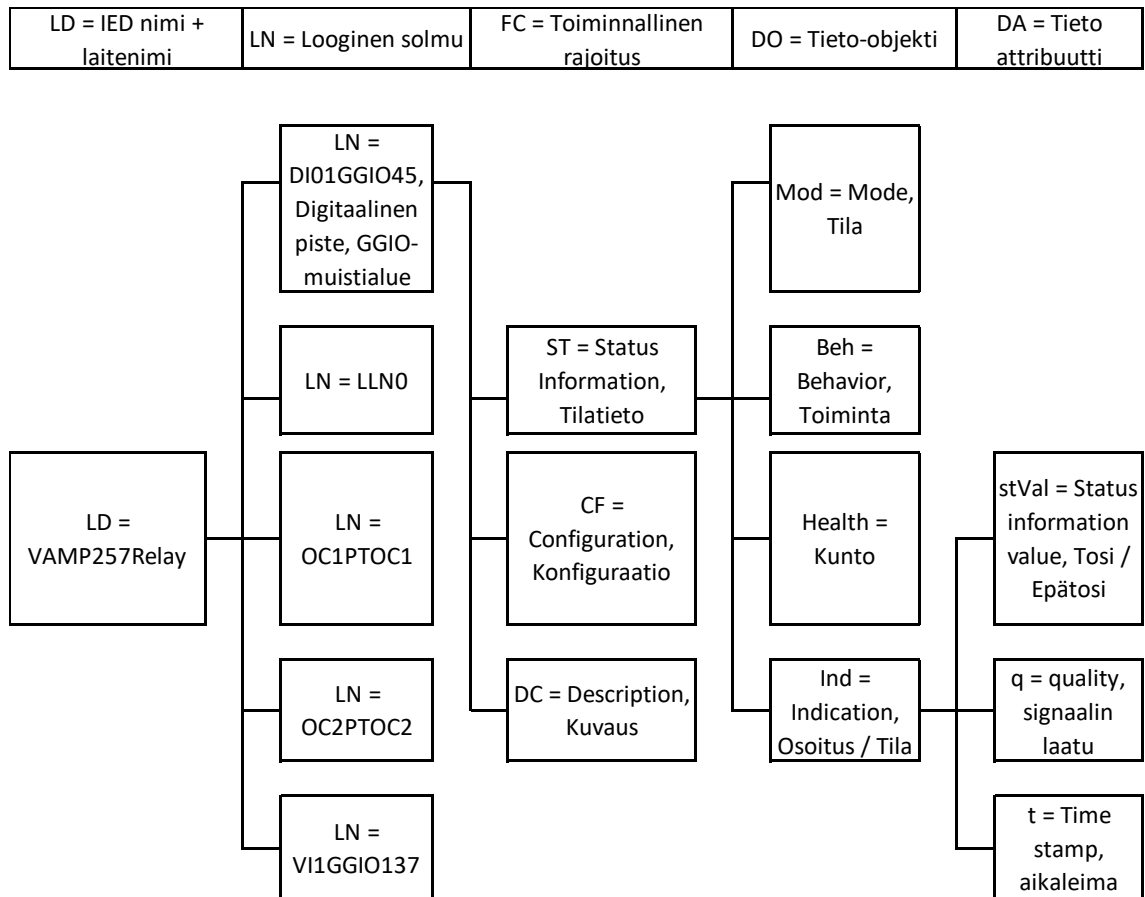 LD = IED nimi +
laitenimi
LN = Looginen solmu
FC = Toiminnallinen
rajoitus
DO = Tieto-objekti
DA = Tieto
attribuutti
LD =
VAMP257Relay
LN =
DI01GGIO45,
Digitaalinen
piste, GGIO-
muistialue
LN = LLN0
LN =
OC1PTOC1
LN =
OC2PTOC2
LN =
VI1GGIO137
ST = Status
Information,
Tilatieto
CF =
Configuration,
Konfiguraatio
DC = Description,
Kuvaus
Mod = Mode,
Tila
Beh =
Behavior,
Toiminta
Health =
Kunto
Ind =
Indication,
Osoitus / Tila
stVal = Status
information
value, Tosi /
Epätosi
q = quality,
signaalin
laatu
t = Time
stamp,
aikaleima